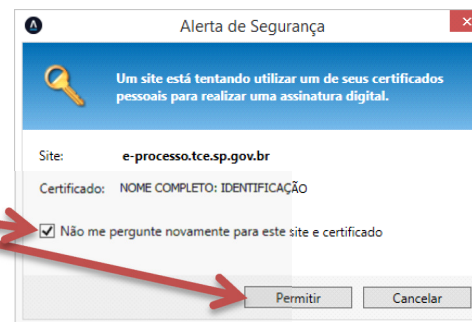 Alerta de Segurança
Um site está tentando utilizar um de seus certificados
pessoais para realizar uma assinatura digital.
Site: e-processo.tce.sp.gov.br
Certificado: NOME COMPLETO: IDENTIFICAÇÃO
Não me pergunte novamente para este site e certificado
Permitir Cancelar